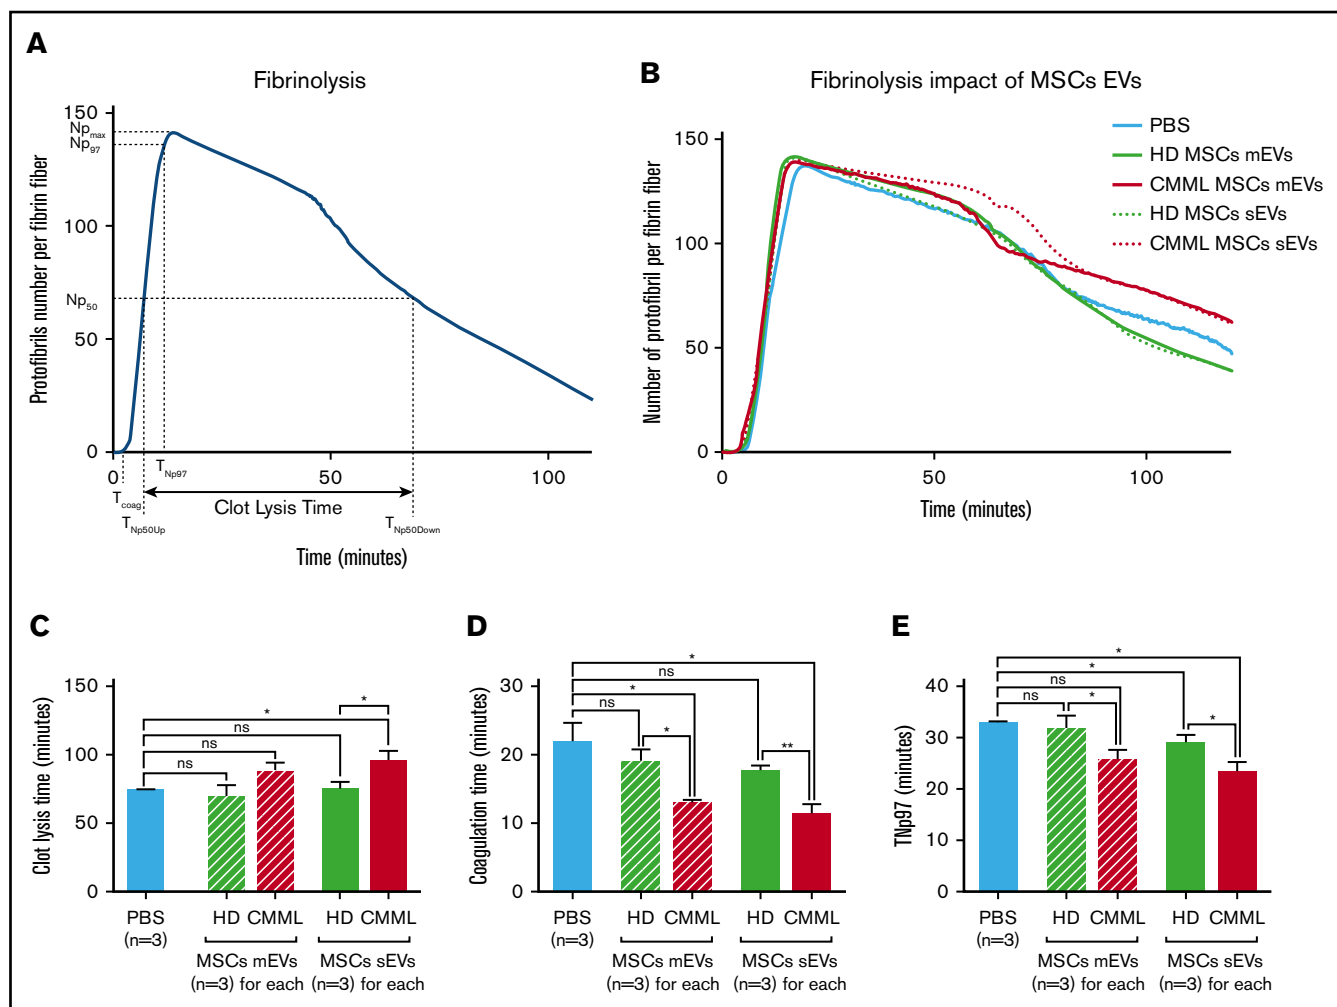 A
Fibrinolysis
Protofibrils number per fibrin fiber
150
100
50
0
Np max
Np 97
Np 50
0
50
100
T Np97
T coag
Clot Lysis Time
T Np50Up
T Np50Down
Time (minutes)
B
Fibrinolysis impact of MSCs EVs
Number of protofibril per fibrin fiber
150
100
50
0
0
50
100
Time (minutes)
PBS
HD MSCs mEVs
CMML MSCs mEVs
HD MSCs sEVs
CMML MSCs sEVs
C
Clot lysis time (minutes)
150
100
50
0
*
*
ns
ns
ns
PBS
(n=3)
HD CMML
MSCs mEVs
(n=3) for each
HD CMML
MSCs sEVs
(n=3) for each
D
Coagulation time (minutes)
30
20
10
0
*
ns
*
ns
*
**
PBS
(n=3)
HD CMML
MSCs mEVs
(n=3) for each
HD CMML
MSCs sEVs
(n=3) for each
E
TNp97 (minutes)
40
30
20
10
0
*
*
ns
ns
*
*
PBS
(n=3)
HD CMML
MSCs mEVs
(n=3) for each
HD CMML
MSCs sEVs
(n=3) for each